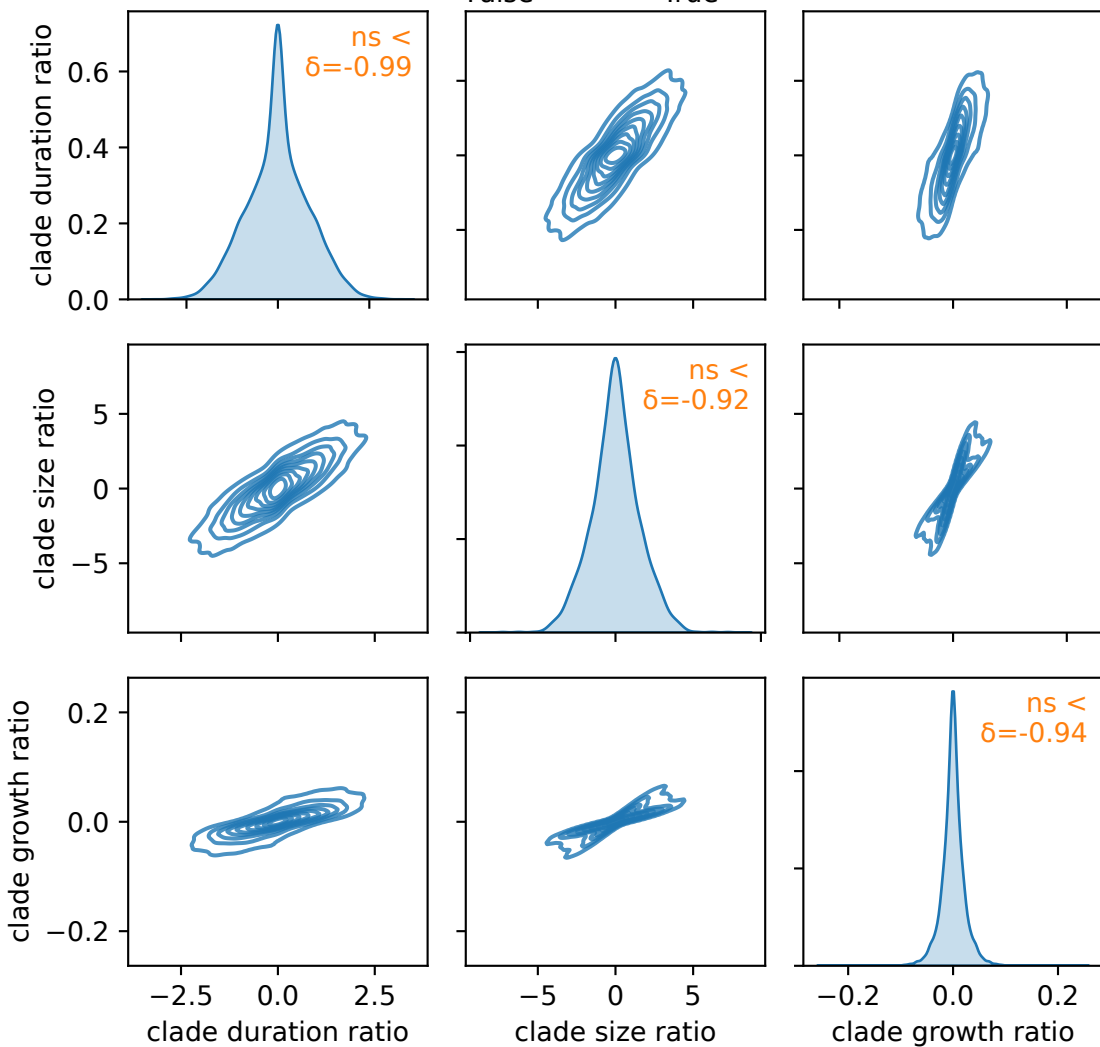 True
clade duration ratio
0.6
0.4
0.2
0.0
ns <
δ=-0.99
clade size ratio
5
0
−5
ns <
δ=-0.92
clade growth ratio
0.2
0.0
−0.2
ns <
δ=-0.94
−2.5
0.0
2.5
−5
0
5
−0.2
0.0
0.2
clade duration ratio
clade size ratio
clade growth ratio